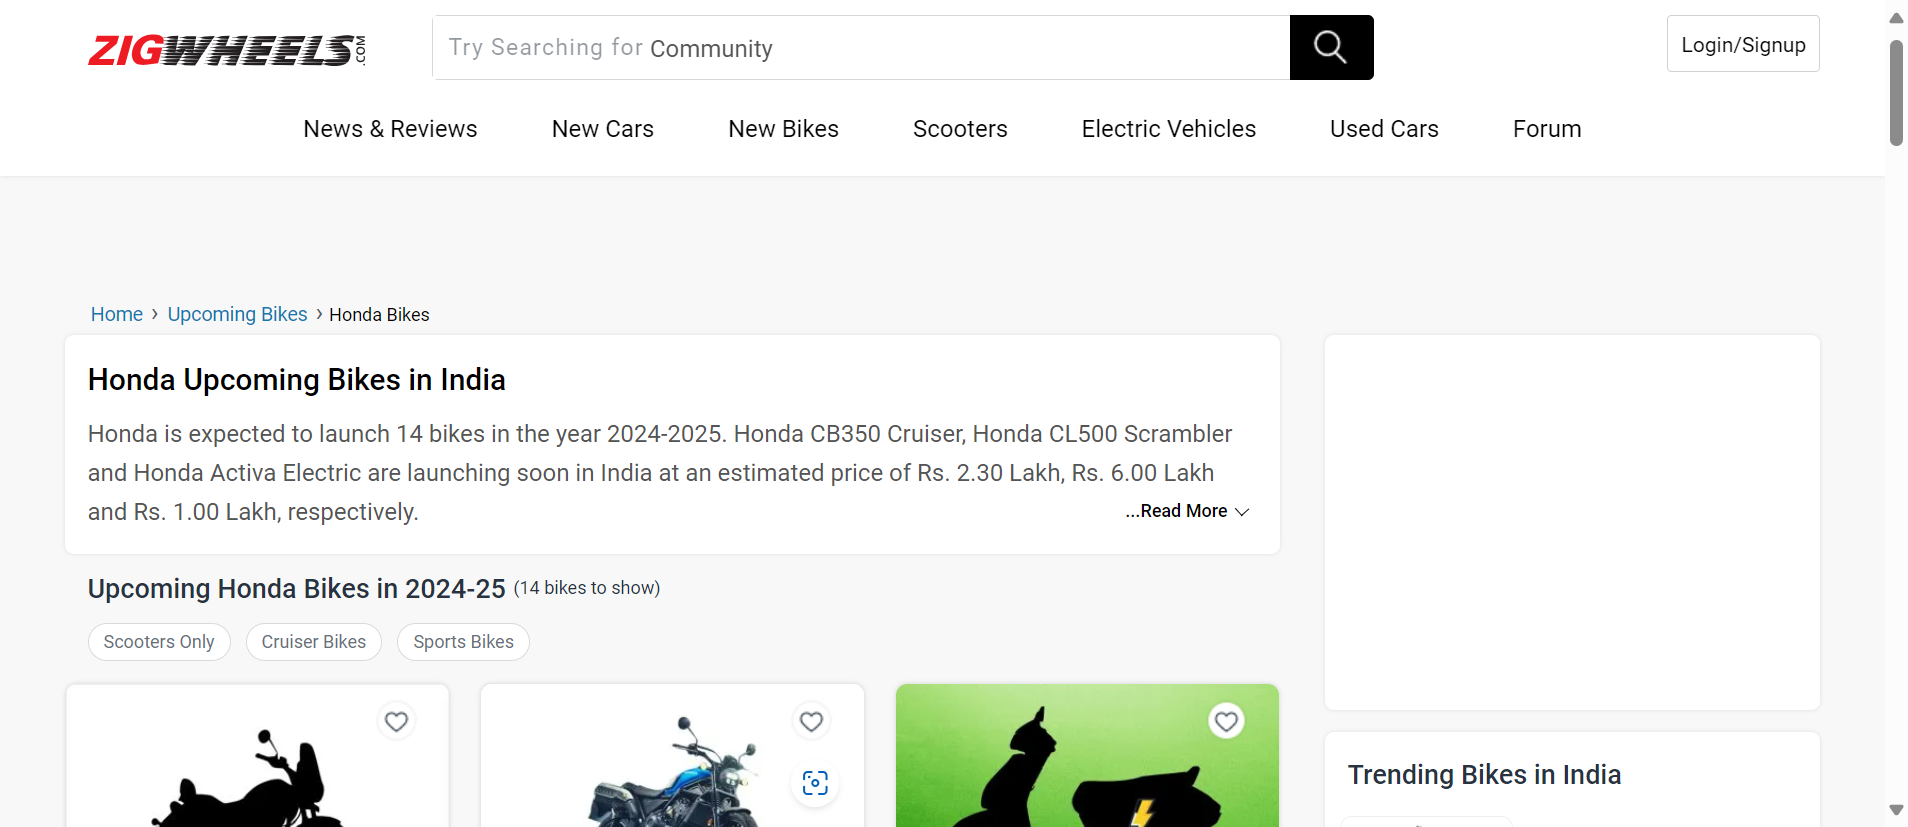 ZIGWHEELS.COM
Try Searching for Community
Login/Signup
News & Reviews
New Cars
New Bikes
Scooters
Electric Vehicles
Used Cars
Forum
Home › Upcoming Bikes › Honda Bikes
Honda Upcoming Bikes in India
Honda is expected to launch 14 bikes in the year 2024-2025. Honda CB350 Cruiser, Honda CL500 Scrambler
and Honda Activa Electric are launching soon in India at an estimated price of Rs. 2.30 Lakh, Rs. 6.00 Lakh
and Rs. 1.00 Lakh, respectively.
...Read More
Upcoming Honda Bikes in 2024-25 (14 bikes to show)
Scooters Only
Cruiser Bikes
Sports Bikes
Trending Bikes in India